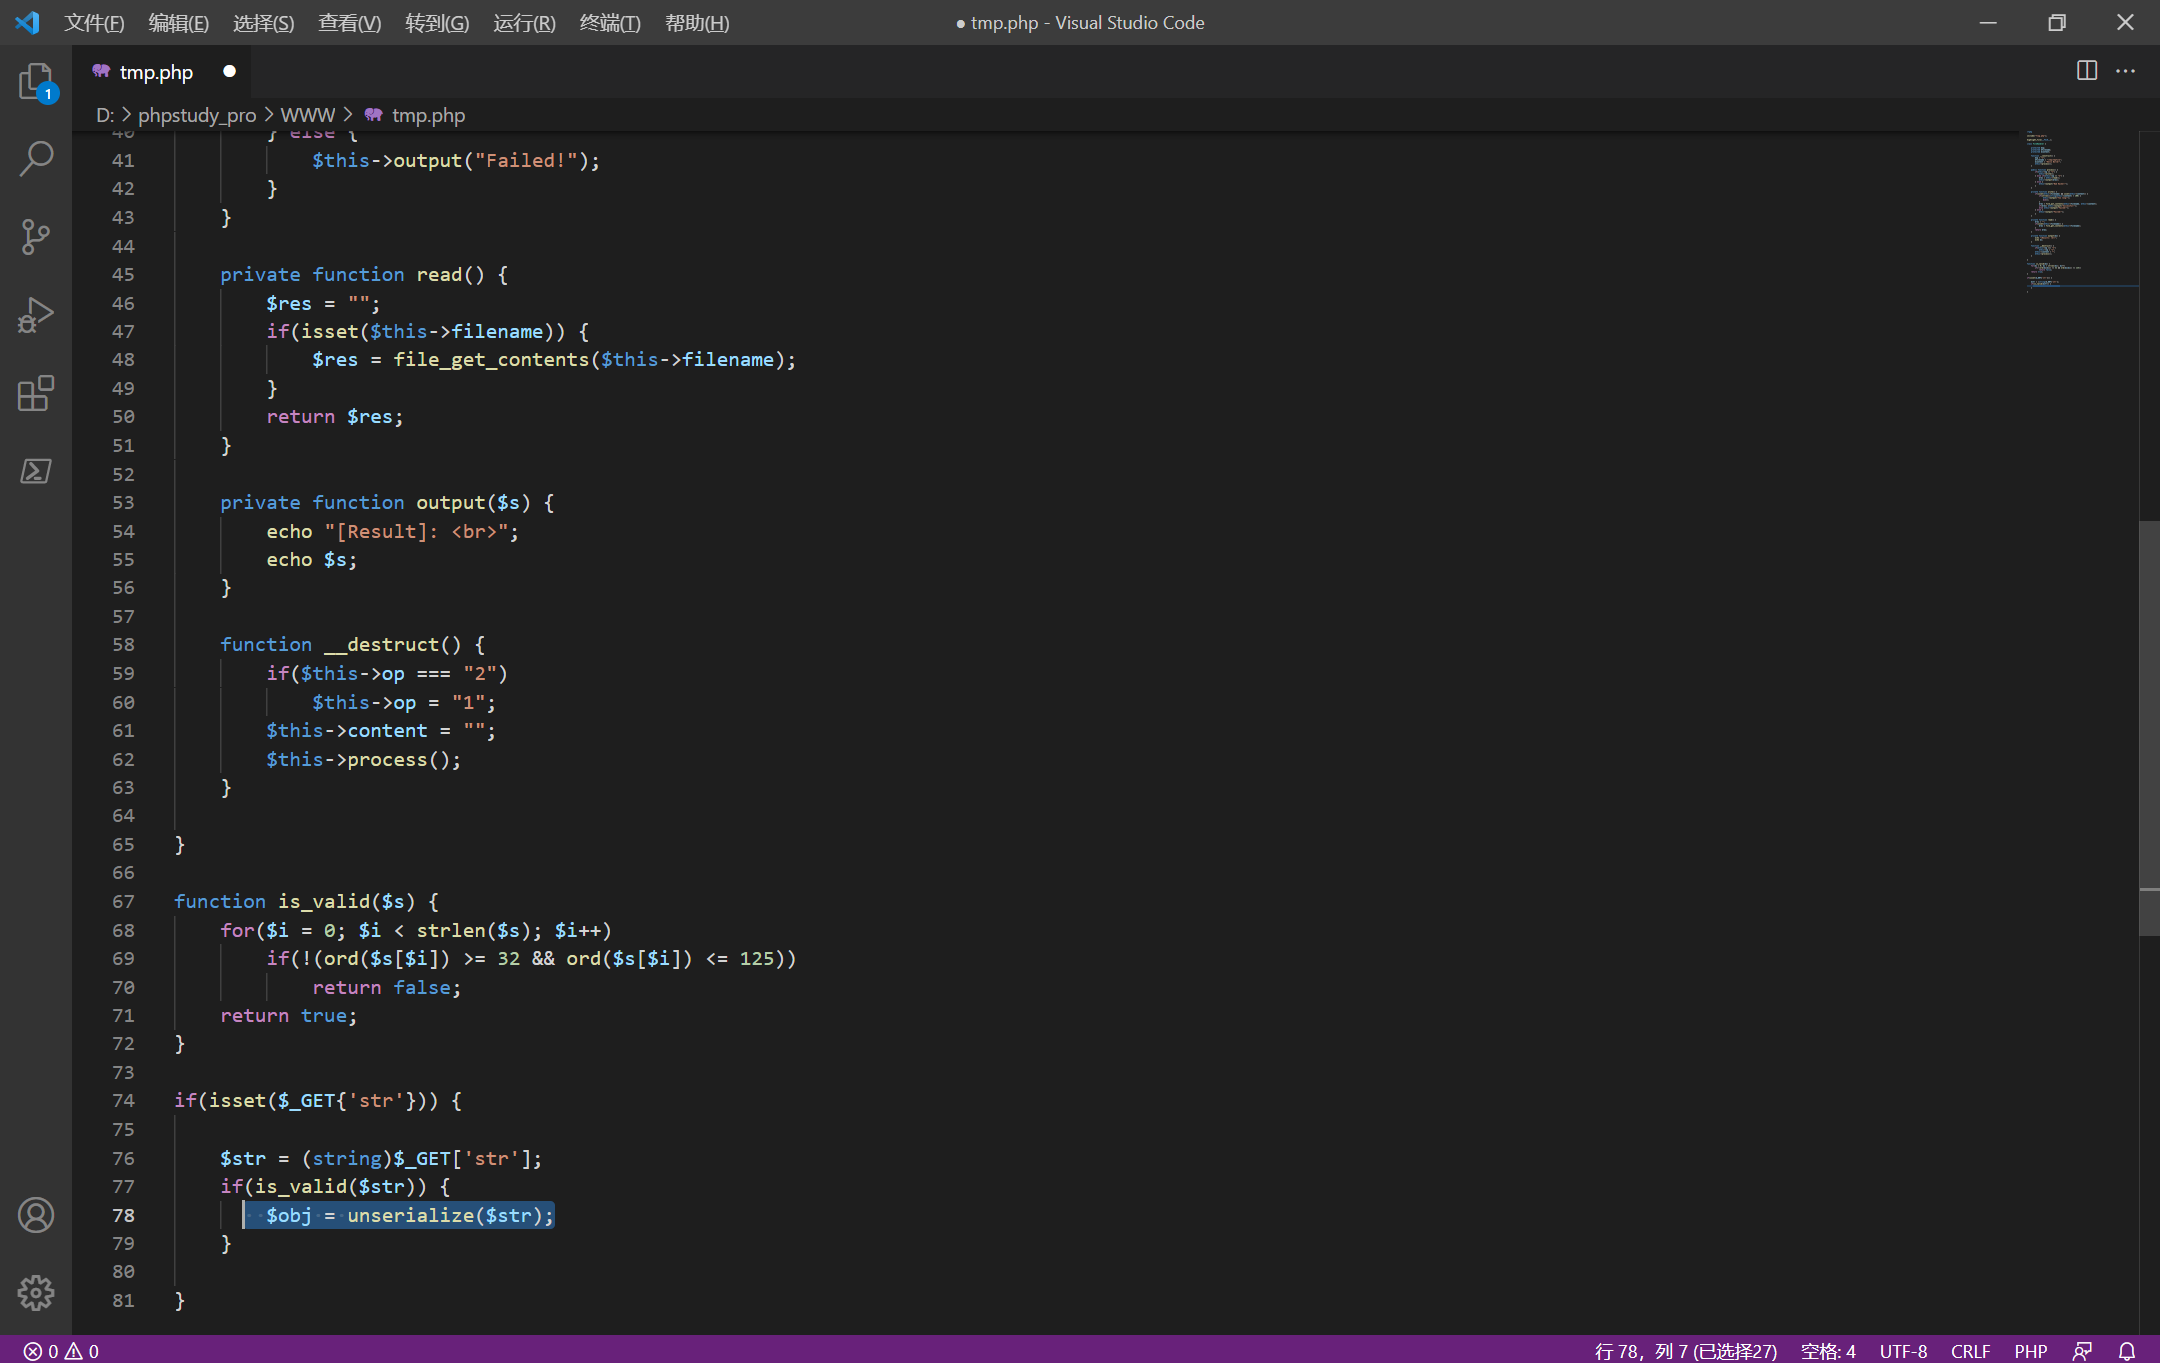 文件(F) 编辑(E) 选择(S) 查看(V) 转到(G) 运行(R) 终端(T) 帮助(H) ● tmp.php - Visual Studio Code
tmp.php
1
D: > phpstudy_pro > WWW > tmp.php
40 } else {
41 $this->output("Failed!");
42 }
43 }
44
45 private function read() {
46 $res = "";
47 if(isset($this->filename)) {
48 $res = file_get_contents($this->filename);
49 }
50 return $res;
51 }
52
53 private function output($s) {
54 echo "[Result]: <br>";
55 echo $s;
56 }
57
58 function __destruct() {
59 if($this->op === "2")
60 $this->op = "1";
61 $this->content = "";
62 $this->process();
63 }
64
65 }
66
67 function is_valid($s) {
68 for($i = 0; $i < strlen($s); $i++)
69 if(!(ord($s[$i]) >= 32 && ord($s[$i]) <= 125))
70 return false;
71 return true;
72 }
73
74 if(isset($_GET{'str'})) {
75
76 $str = (string)$_GET['str'];
77 if(is_valid($str)) {
78 $obj = unserialize($str);
79 }
80
81 }
0 0 行 78，列 7 (已选择27) 空格: 4 UTF-8 CRLF PHP